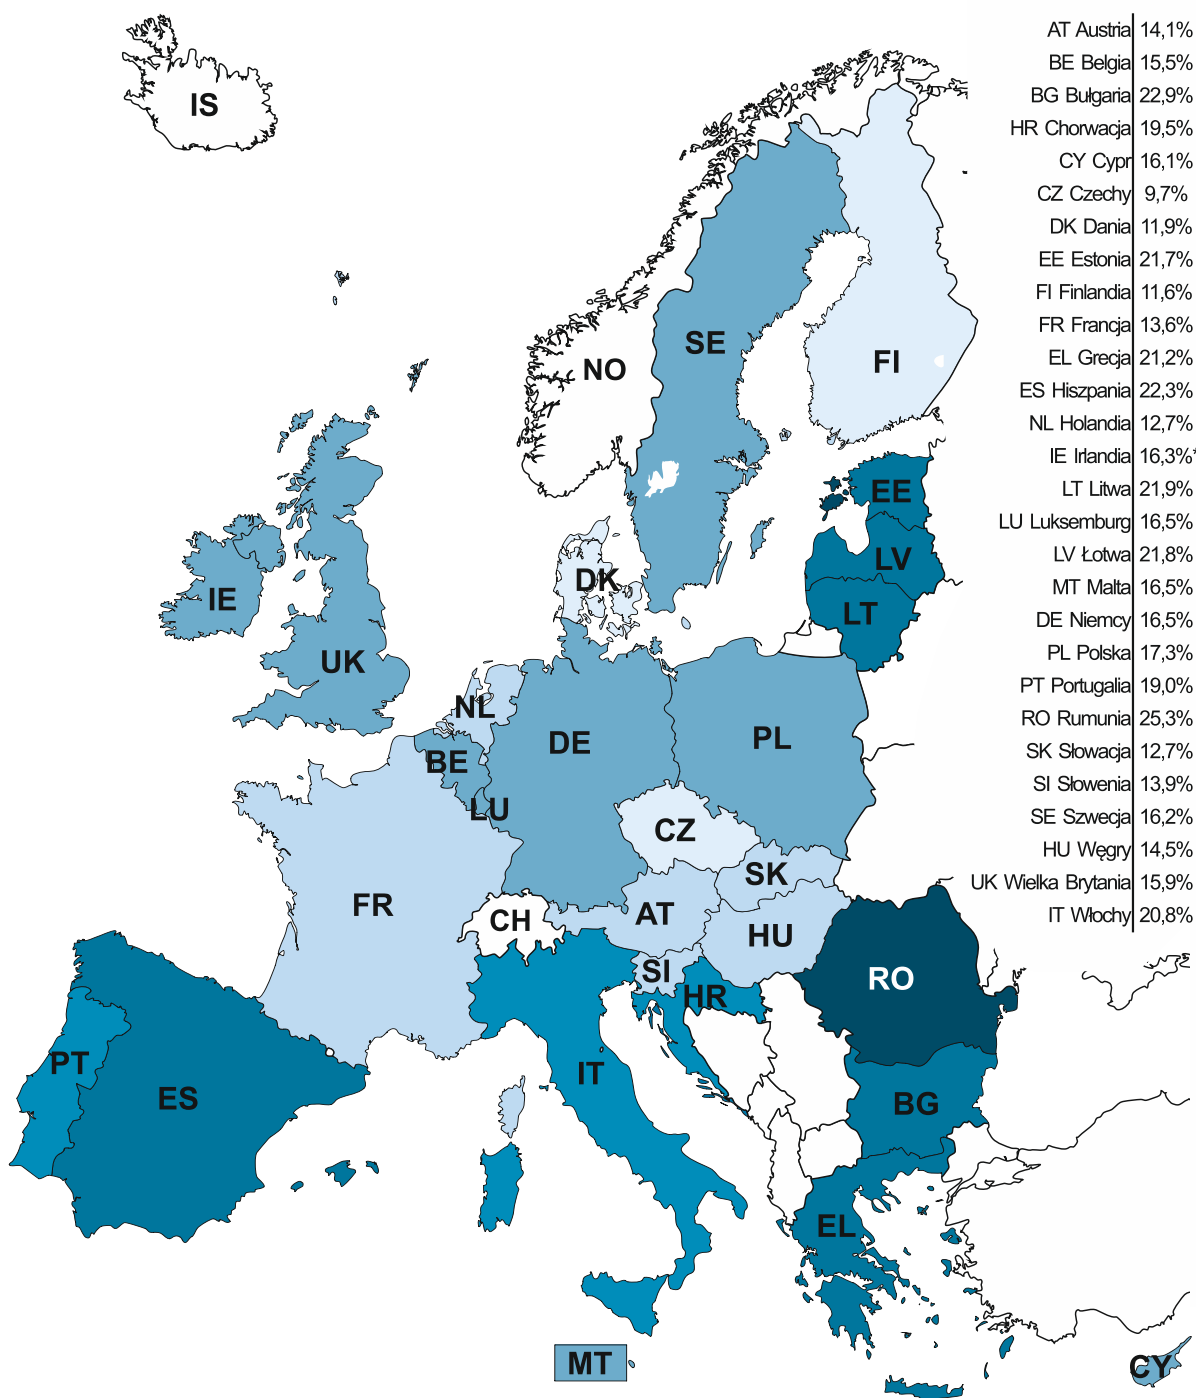 AT Austria 14,1%
BE Belgia 15,5%
BG Bułgaria 22,9%
HR Chorwacja 19,5%
CY Cypr 16,1%
CZ Czechy 9,7%
DK Dania 11,9%
EE Estonia 21,7%
FI Finlandia 11,6%
FR Francja 13,6%
EL Grecja 21,2%
ES Hiszpania 22,3%
NL Holandia 12,7%
IE Irlandia 16,3%*
LT Litwa 21,9%
LU Luksemburg 16,5%
LV Łotwa 21,8%
MT Malta 16,5%
DE Niemcy 16,5%
PL Polska 17,3%
PT Portugalia 19,0%
RO Rumunia 25,3%
SK Słowacja 12,7%
SI Słowenia 13,9%
SE Szwecja 16,2%
HU Węgry 14,5%
UK Wielka Brytania 15,9%
IT Włochy 20,8%
IS
SE
FI
NO
EE
LV
DK
IE
LT
UK
NL
DE
PL
BE
LU
CZ
SK
FR
AT
CH
HU
SI
RO
HR
PT
IT
ES
BG
EL
MT
CY